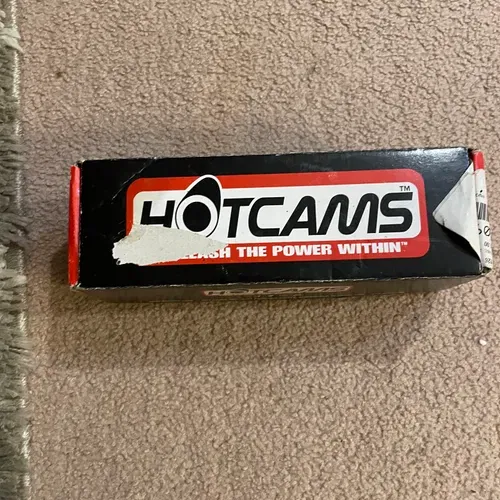 HOTCAMS™
LEASH THE POWER WITHIN™